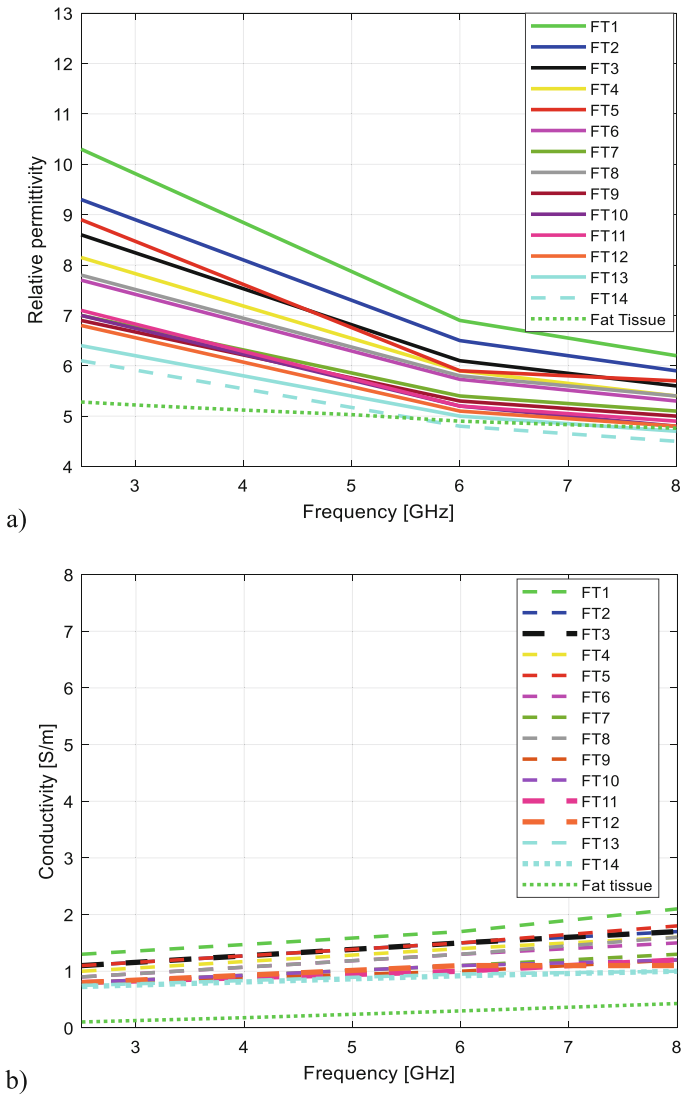 13
12
11
10
9
8
7
6
5
4
Relative permittivity
FT1
FT2
FT3
FT4
FT5
FT6
FT7
FT8
FT9
FT10
FT11
FT12
FT13
FT14
Fat Tissue
3 4 5 6 7 8
Frequency [GHz]
a)
8
7
6
5
4
3
2
1
0
Conductivity [S/m]
FT1
FT2
FT3
FT4
FT5
FT6
FT7
FT8
FT9
FT10
FT11
FT12
FT13
FT14
Fat tissue
3 4 5 6 7 8
Frequency [GHz]
b)